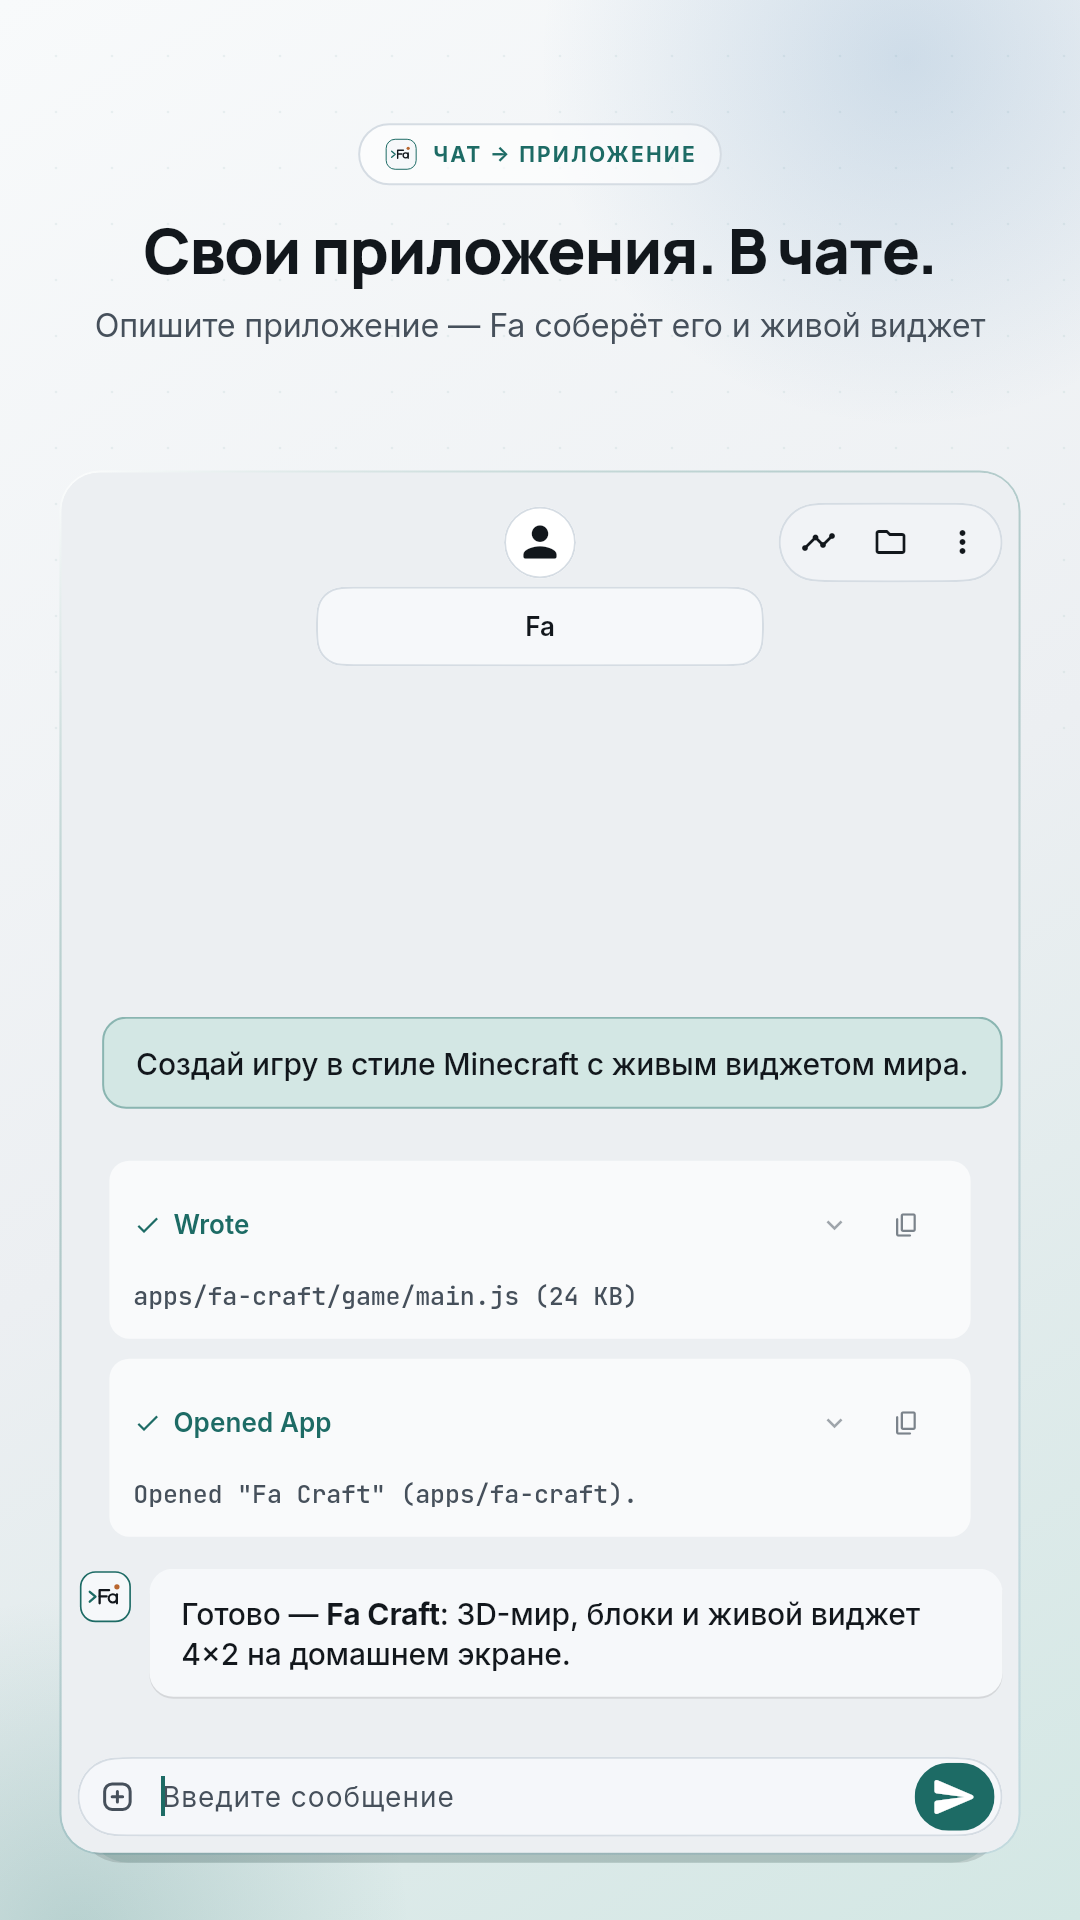 >Fa ЧАТ → ПРИЛОЖЕНИЕ
Свои приложения. В чате.
Опишите приложение — Fa соберёт его и живой виджет
Fa
Создай игру в стиле Minecraft с живым виджетом мира.
Wrote
apps/fa-craft/game/main.js (24 KB)
Opened App
Opened "Fa Craft" (apps/fa-craft).
>Fa
Готово — Fa Craft: 3D-мир, блоки и живой виджет
4×2 на домашнем экране.
Введите сообщение